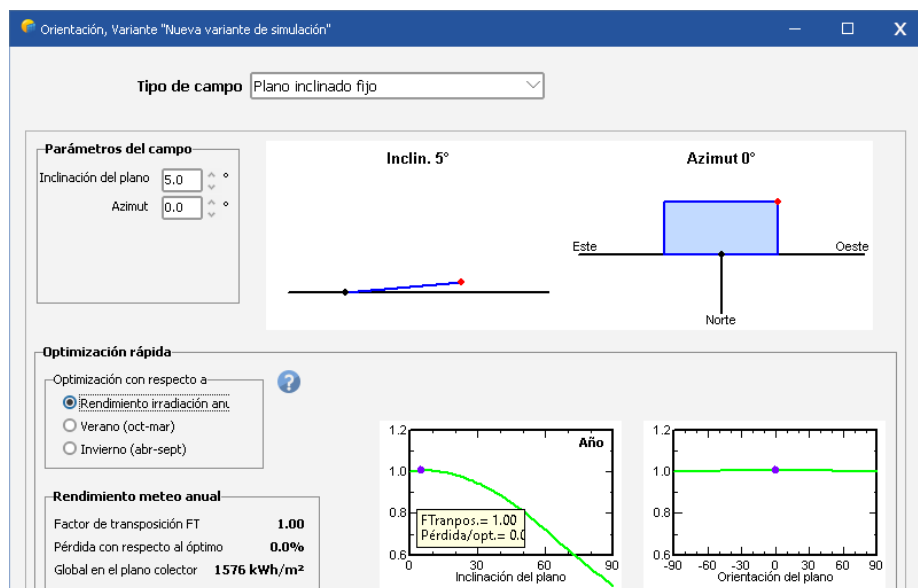 Orientación, Variante "Nueva variante de simulación"
Tipo de campo Plano inclinado fijo
Parámetros del campo
Inclinación del plano 5.0 °
Azimut 0.0 °
Inclin. 5°
Azimut 0°
Este
Oeste
Norte
Optimización rápida
Optimización con respecto a
Rendimiento irradiación anu
Verano (oct-mar)
Invierno (abr-sept)
Rendimiento meteo anual
Factor de transposición FT 1.00
Pérdida con respecto al óptimo 0.0%
Global en el plano colector 1576 kWh/m²
Año
1.2
1.0
0.8
0.6
FTranpos.= 1.00
Pérdida/opt.= 0.0
0 30 60 90
Inclinación del plano
1.2
1.0
0.8
0.6
-90 -60 -30 0 30 60 90
Orientación del plano